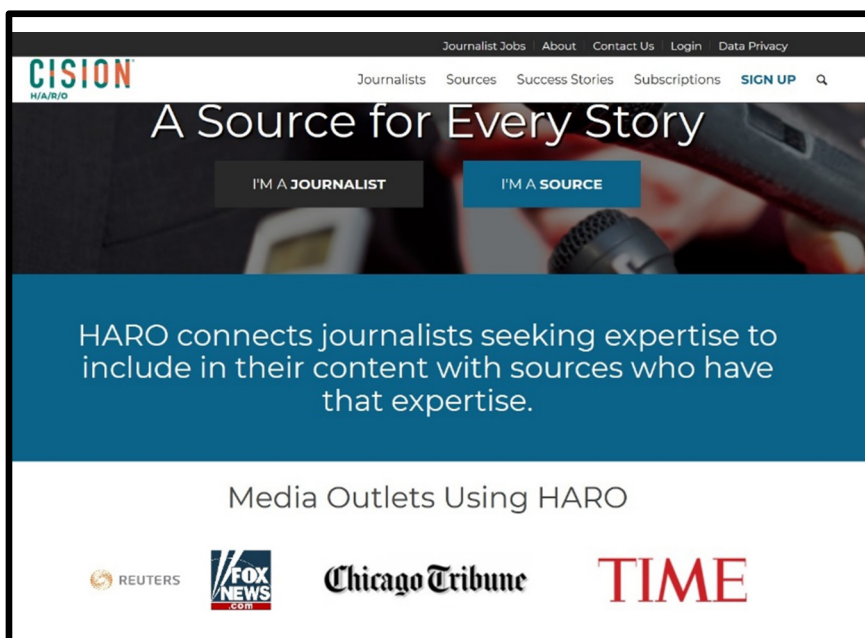 Journalist Jobs About Contact Us Login Data Privacy
CISION
H/A/R/O
Journalists Sources Success Stories Subscriptions SIGN UP
A Source for Every Story
I'M A JOURNALIST I'M A SOURCE
HARO connects journalists seeking expertise to
include in their content with sources who have
that expertise.
Media Outlets Using HARO
REUTERS FOX NEWS .com Chicago Tribune TIME